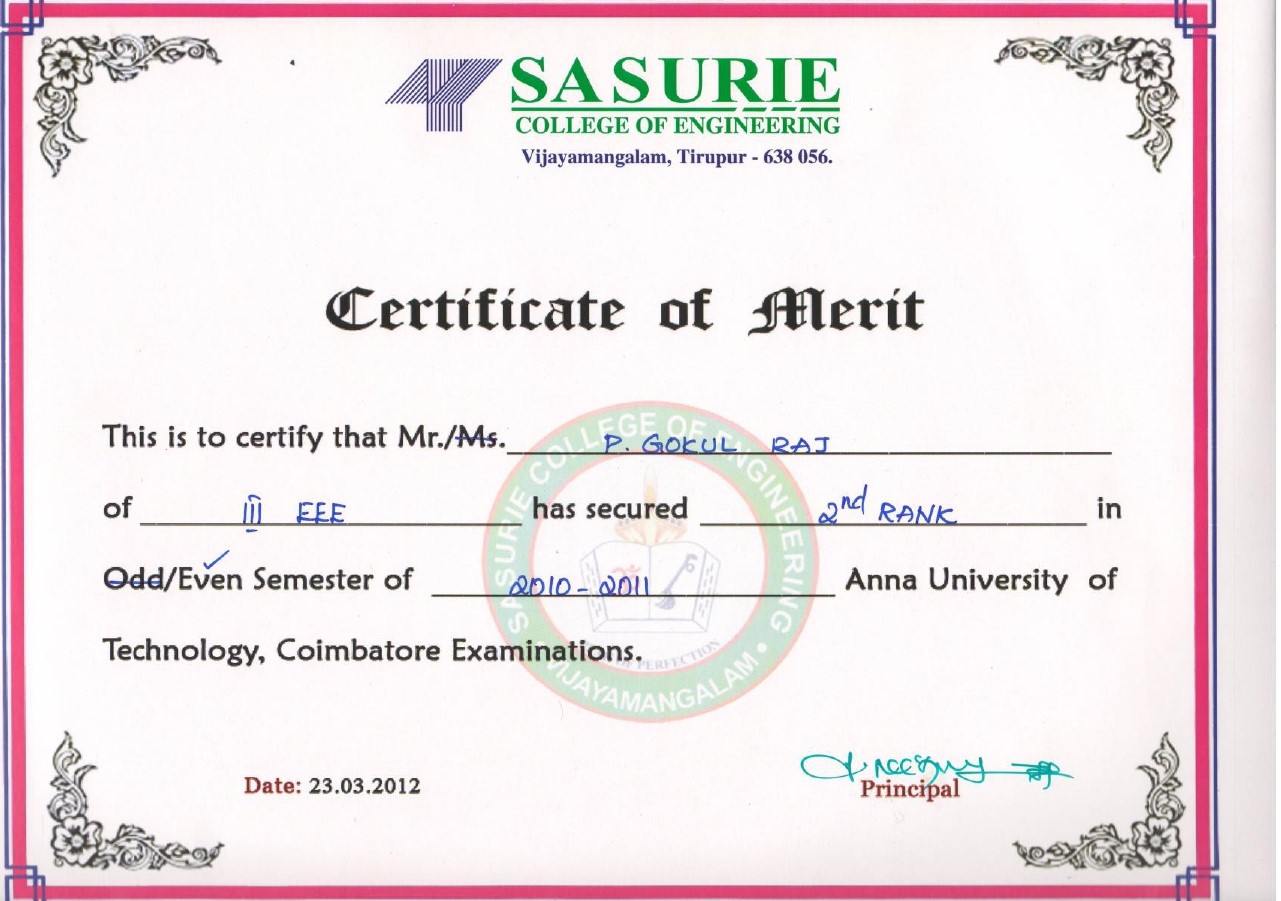 SASURIE
COLLEGE OF ENGINEERING
Vijayamangalam, Tirupur - 638 056.
Certificate of Merit
This is to certify that Mr./Ms. P. GOKUL RAJ
of III EEE has secured 2nd RANK in
Odd/Even Semester of 2010 - 2011 Anna University of
Technology, Coimbatore Examinations.
SASURIE COLLEGE OF ENGINEERING
• VIJAYAMANGALAM •
OF PERFECTION
Date: 23.03.2012
Principal